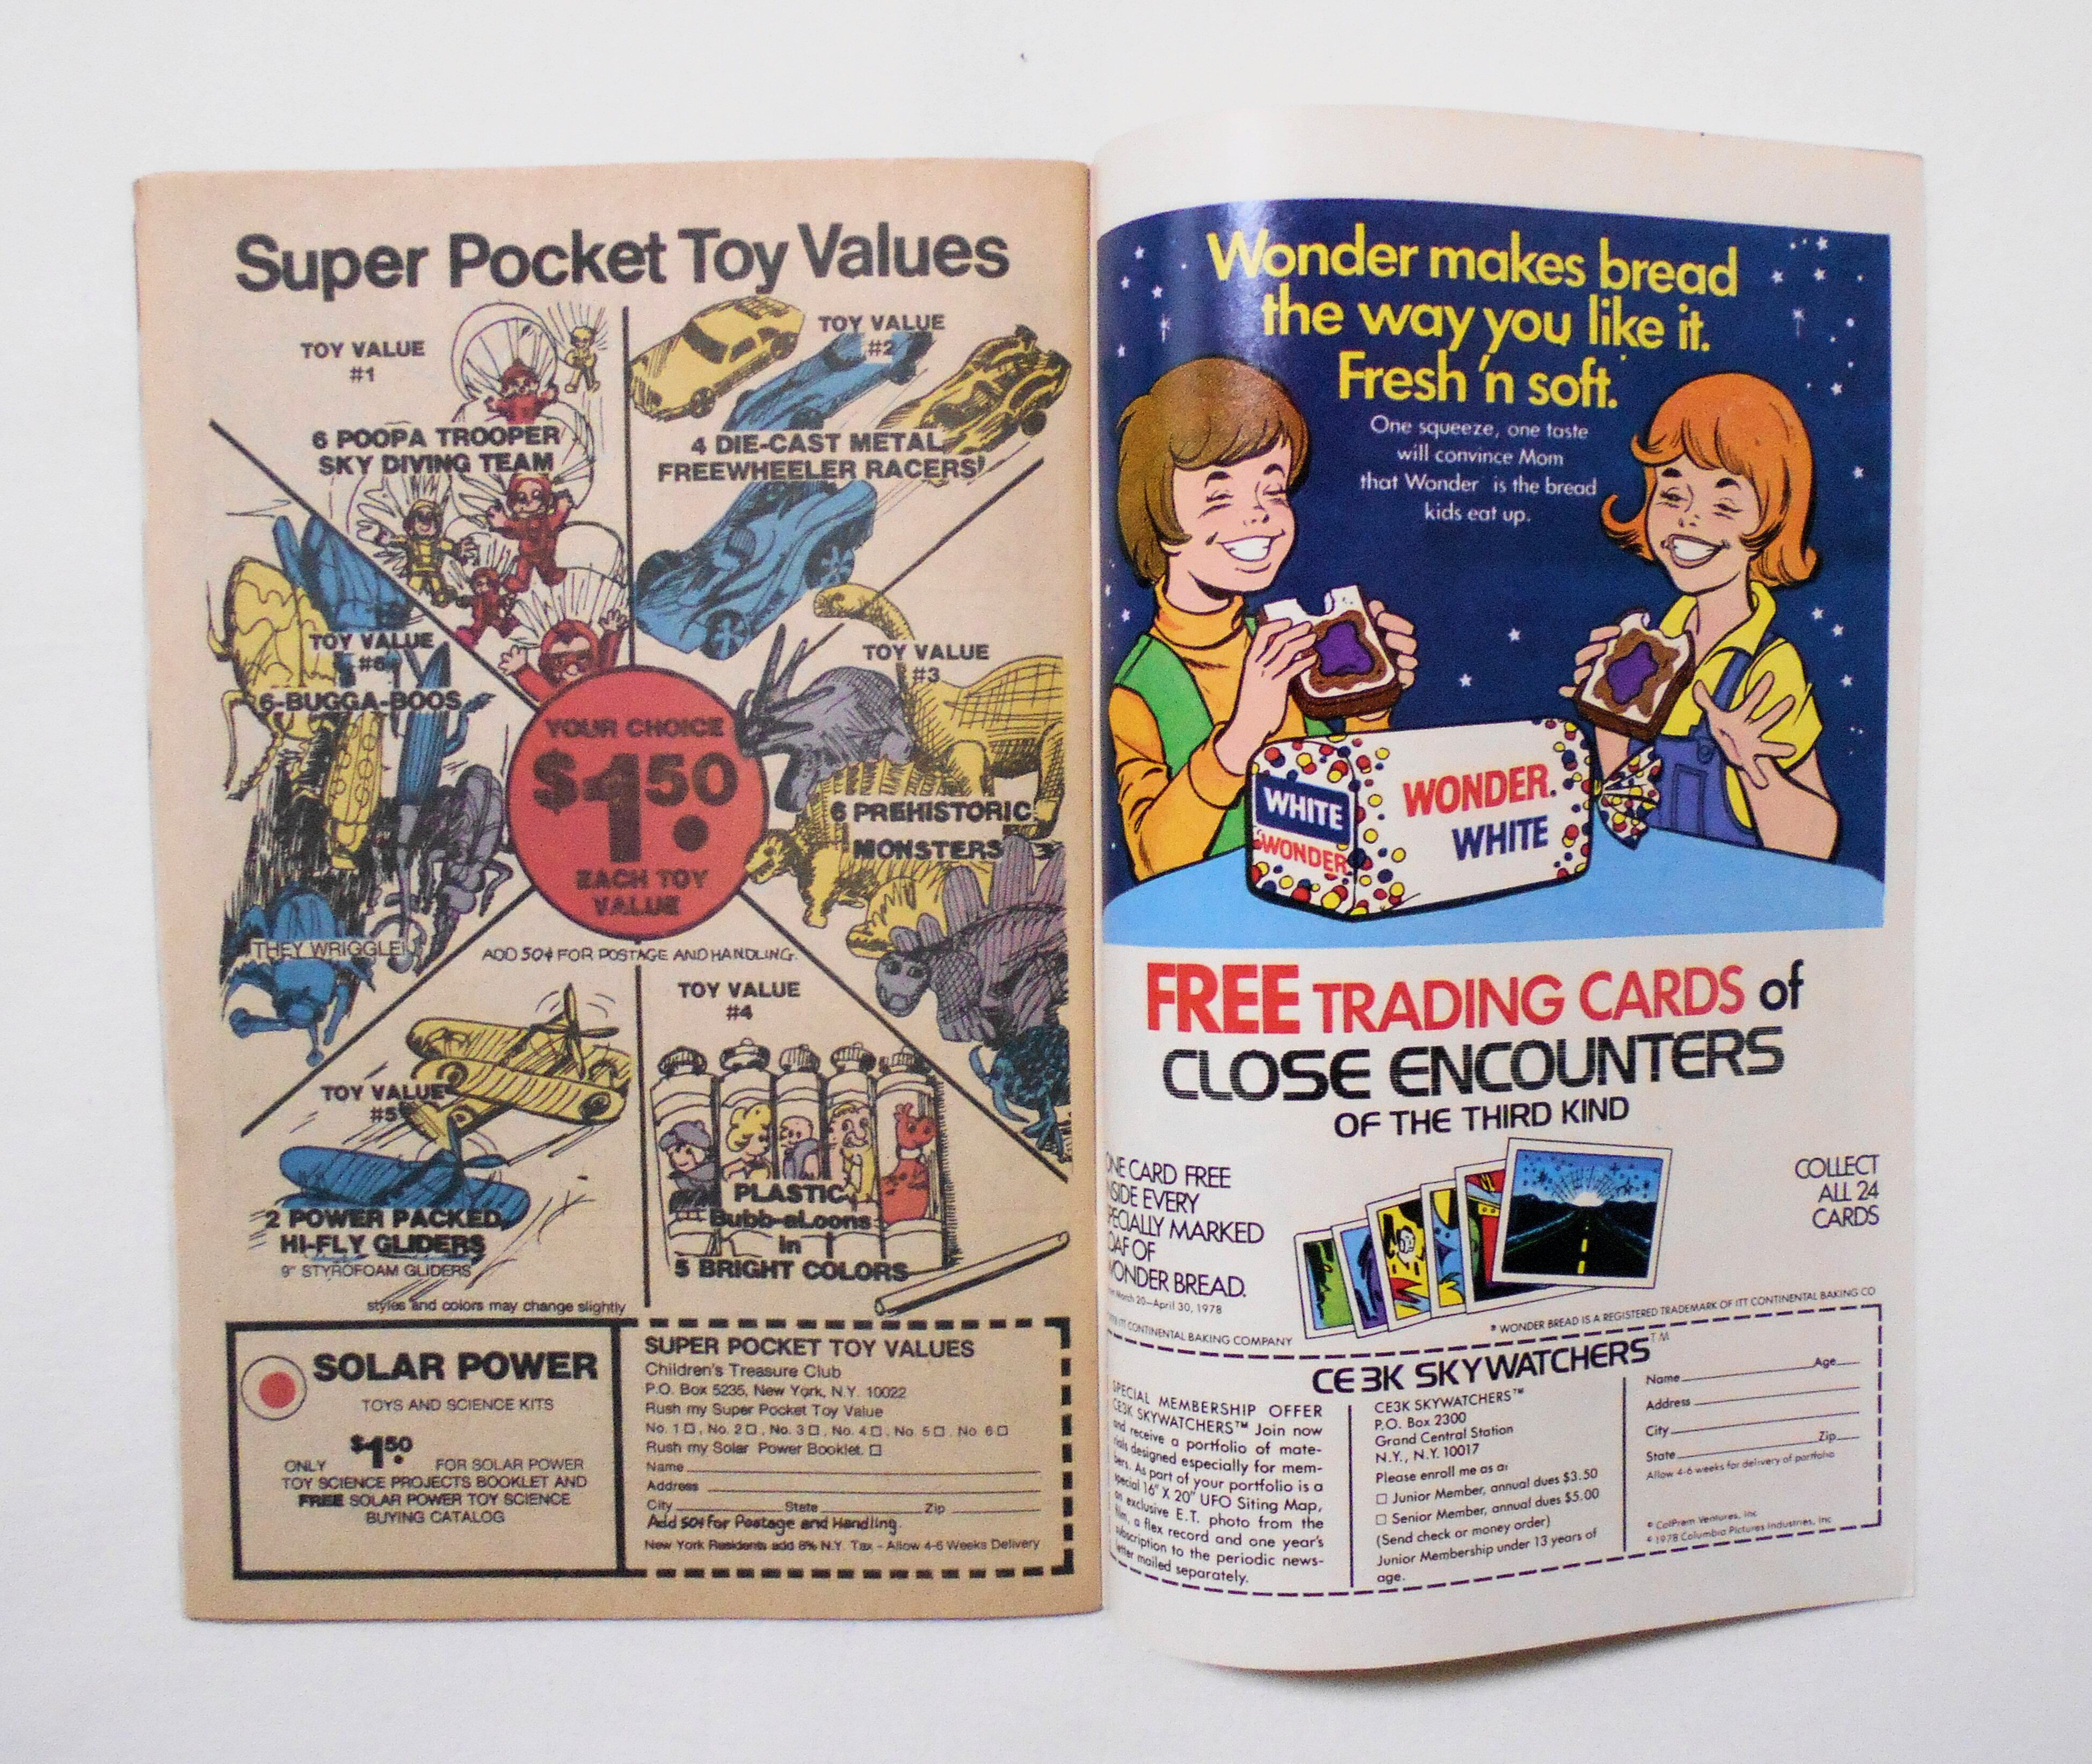 Super Pocket Toy Values
TOY VALUE
#1
6 POOPA TROOPER
SKY DIVING TEAM
TOY VALUE
#2
4 DIE-CAST METAL
FREEWHEELER RACERS!
TOY VALUE
#6
6-BUGGA-BOOS
THEY WRIGGLE!
YOUR CHOICE
$1.50
EACH TOY
VALUE
TOY VALUE
#3
6 PREHISTORIC
MONSTERS
ADD 50¢ FOR POSTAGE AND HANDLING.
TOY VALUE
#5
2 POWER PACKED,
HI-FLY GLIDERS
9" STYROFOAM GLIDERS
TOY VALUE
#4
PLASTIC
Bubb-aLoons
in
5 BRIGHT COLORS
styles and colors may change slightly
SOLAR POWER
TOYS AND SCIENCE KITS
ONLY $1.50 FOR SOLAR POWER
TOY SCIENCE PROJECTS BOOKLET AND
FREE SOLAR POWER TOY SCIENCE
BUYING CATALOG
SUPER POCKET TOY VALUES
Children's Treasure Club
P.O. Box 5235, New York, N.Y. 10022
Rush my Super Pocket Toy Value
No. 1 □, No. 2 □, No. 3 □, No. 4 □, No. 5 □, No 6 □
Rush my Solar Power Booklet. □
Name
Address
City State Zip
Add 50¢ for Postage and Handling
New York Residents add 8% N.Y. Tax - Allow 4-6 Weeks Delivery
Wonder makes bread
the way you like it.
Fresh 'n soft.
One squeeze, one taste
will convince Mom
that Wonder is the bread
kids eat up.
WHITE
WONDER
WONDER.
WHITE
FREE TRADING CARDS of
CLOSE ENCOUNTERS
OF THE THIRD KIND
ONE CARD FREE
INSIDE EVERY
SPECIALLY MARKED
LOAF OF
WONDER BREAD.
March 20–April 30, 1978
COLLECT
ALL 24
CARDS
ITT CONTINENTAL BAKING COMPANY
* WONDER BREAD IS A REGISTERED TRADEMARK OF ITT CONTINENTAL BAKING CO
CE3K SKYWATCHERS™
SPECIAL MEMBERSHIP OFFER
CE3K SKYWATCHERS™ Join now
and receive a portfolio of mate-
rials designed especially for mem-
bers. As part of your portfolio is a
special 16" X 20" UFO Siting Map,
an exclusive E.T. photo from the
film, a flex record and one year's
subscription to the periodic news-
letter mailed separately.
CE3K SKYWATCHERS™
P.O. Box 2300
Grand Central Station
N.Y., N.Y. 10017
Please enroll me as a:
□ Junior Member, annual dues $3.50
□ Senior Member, annual dues $5.00
(Send check or money order)
Junior Membership under 13 years of
age.
Name Age
Address
City
State Zip
Allow 4-6 weeks for delivery of portfolio
© ColPrem Ventures, Inc
© 1978 Columbia Pictures Industries, Inc